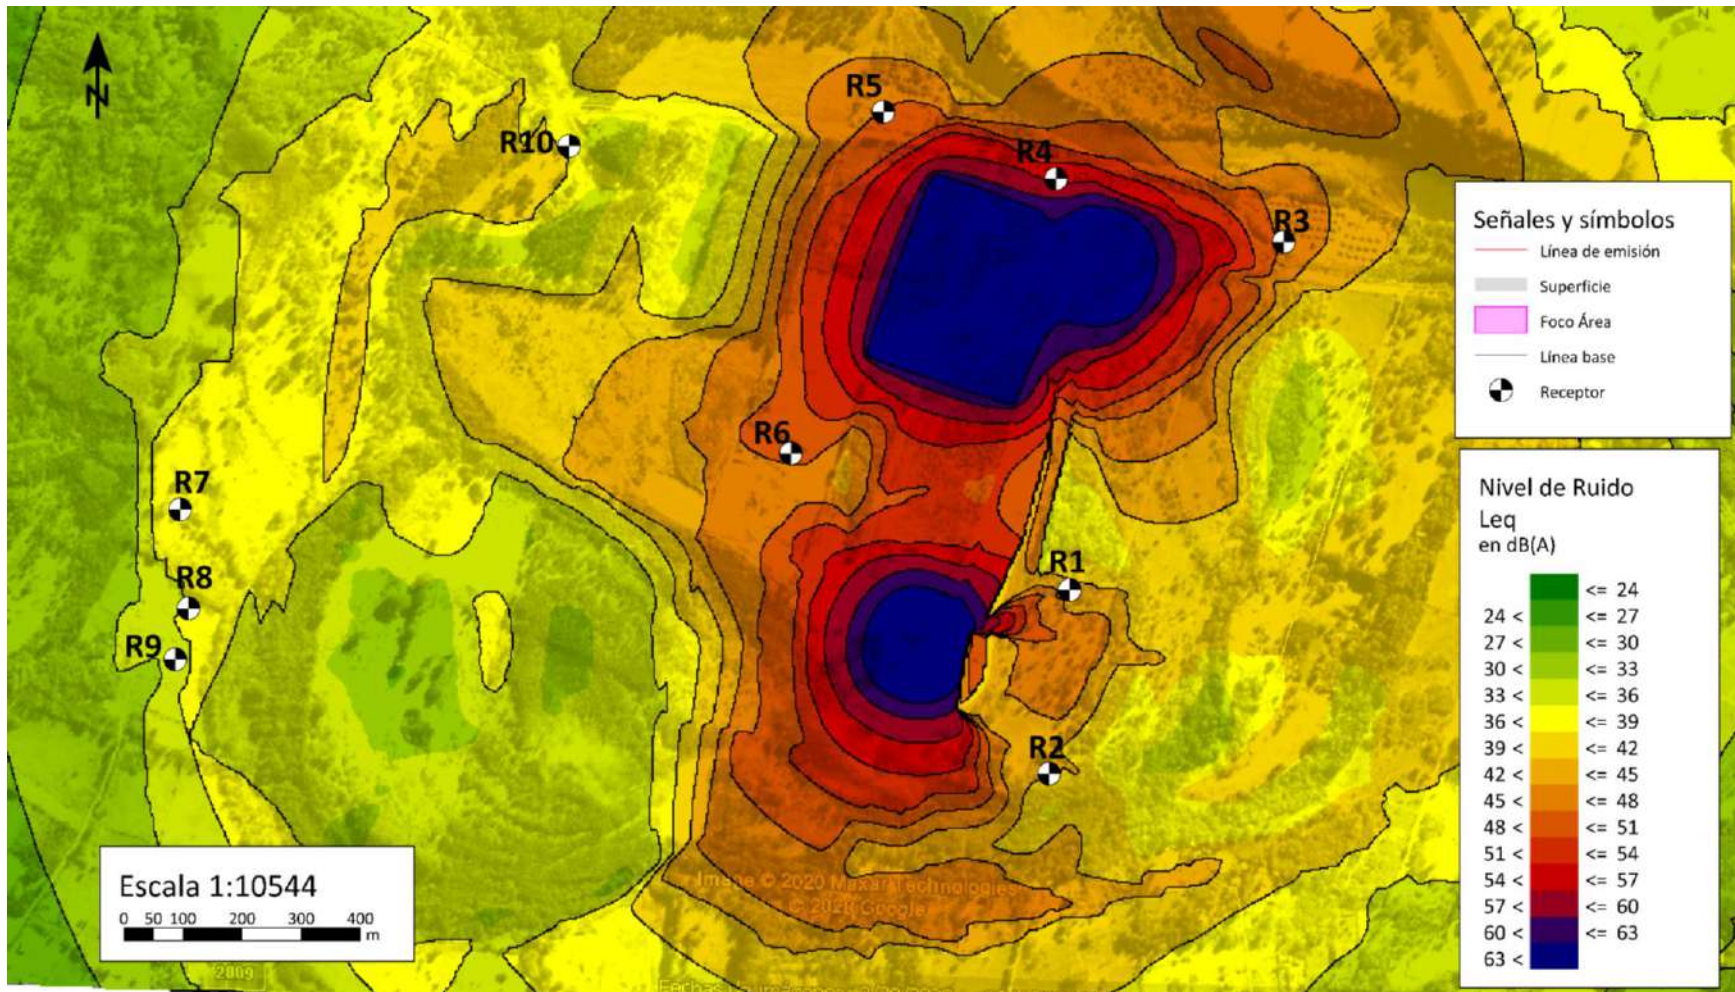 N
R5
R10
R4
R3
R6
R7
R1
R8
R9
R2
Señales y símbolos
Línea de emisión
Superficie
Foco Área
Línea base
Receptor
Nivel de Ruido
Leq
en dB(A)
<= 24
24 < <= 27
27 < <= 30
30 < <= 33
33 < <= 36
36 < <= 39
39 < <= 42
42 < <= 45
45 < <= 48
48 < <= 51
51 < <= 54
54 < <= 57
57 < <= 60
60 < <= 63
63 <
Escala 1:10544
0 50 100 200 300 400
m
Image © 2020 Maxar Technologies
© 2020 Google
2009